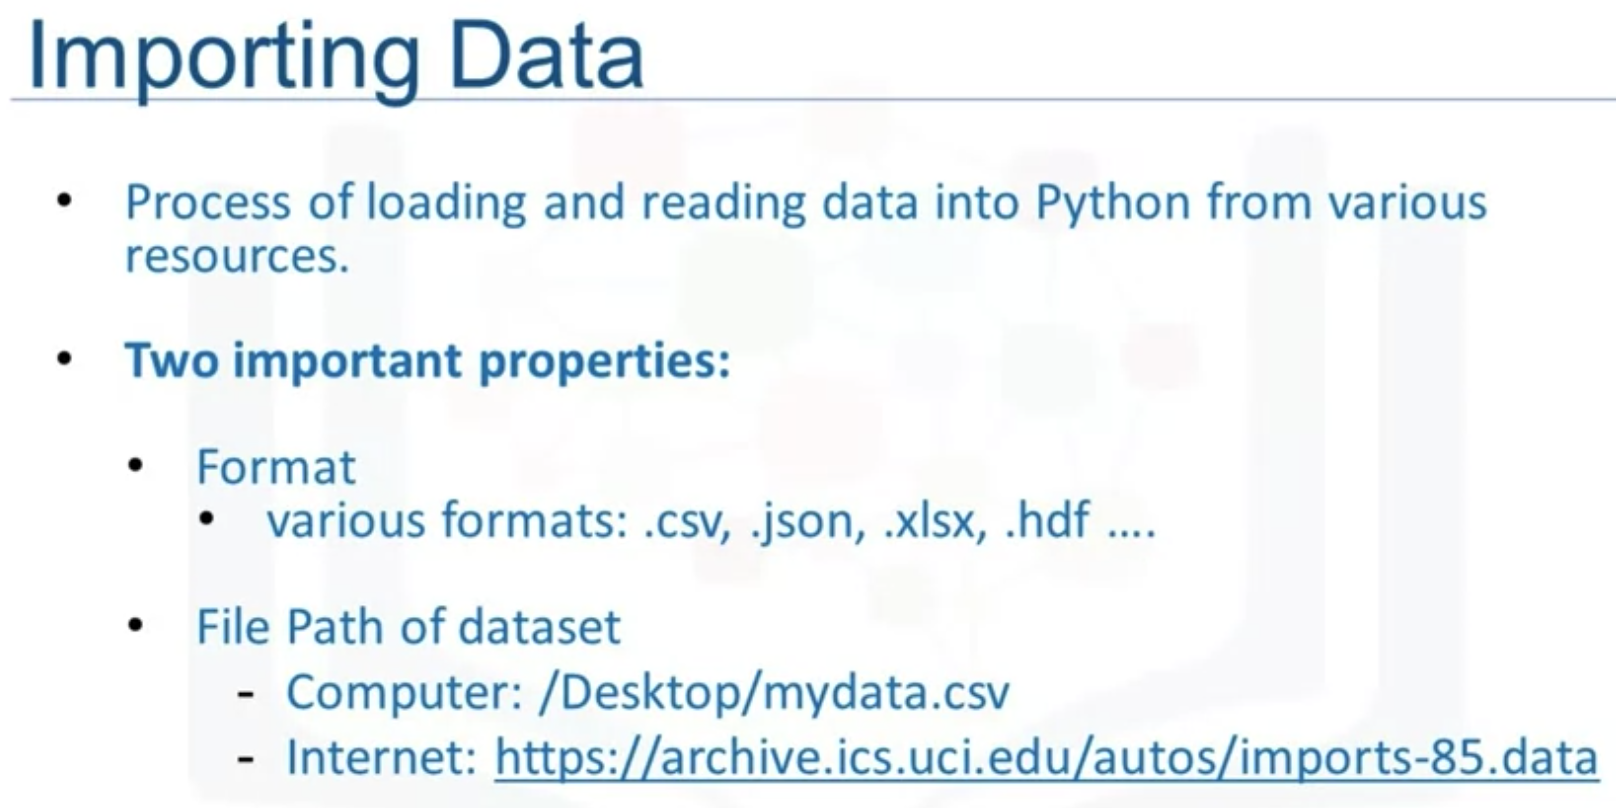 Importing Data
• Process of loading and reading data into Python from various
resources.
• Two important properties:
• Format
• various formats: .csv, .json, .xlsx, .hdf ....
• File Path of dataset
- Computer: /Desktop/mydata.csv
- Internet: https://archive.ics.uci.edu/autos/imports-85.data